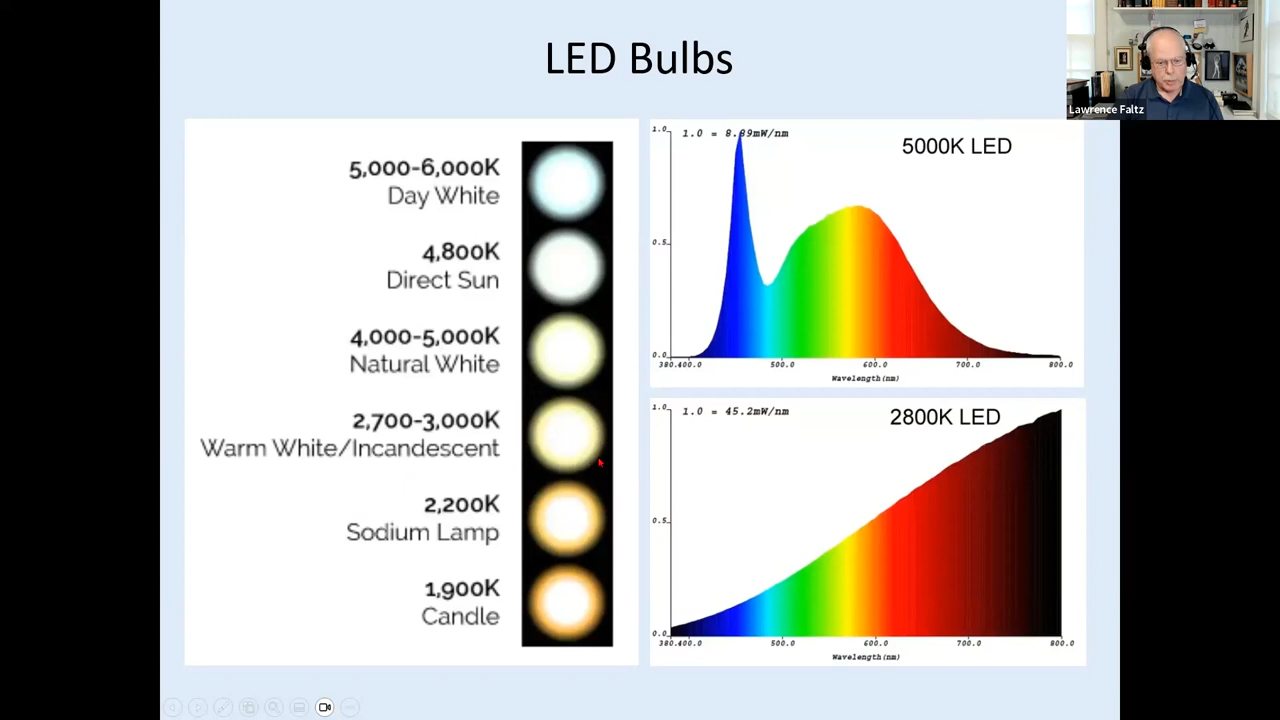 LED Bulbs
Lawrence Faltz
5,000-6,000K
Day White
4,800K
Direct Sun
4,000-5,000K
Natural White
2,700-3,000K
Warm White/Incandescent
2,200K
Sodium Lamp
1,900K
Candle
1.0 = 8.89mW/nm
5000K LED
1.0
0.5
0.0
380.400.0 500.0 600.0 700.0 800.0
Wavelength(nm)
1.0 = 45.2mW/nm
2800K LED
1.0
0.5
0.0
380.400.0 500.0 600.0 700.0 800.0
Wavelength(nm)